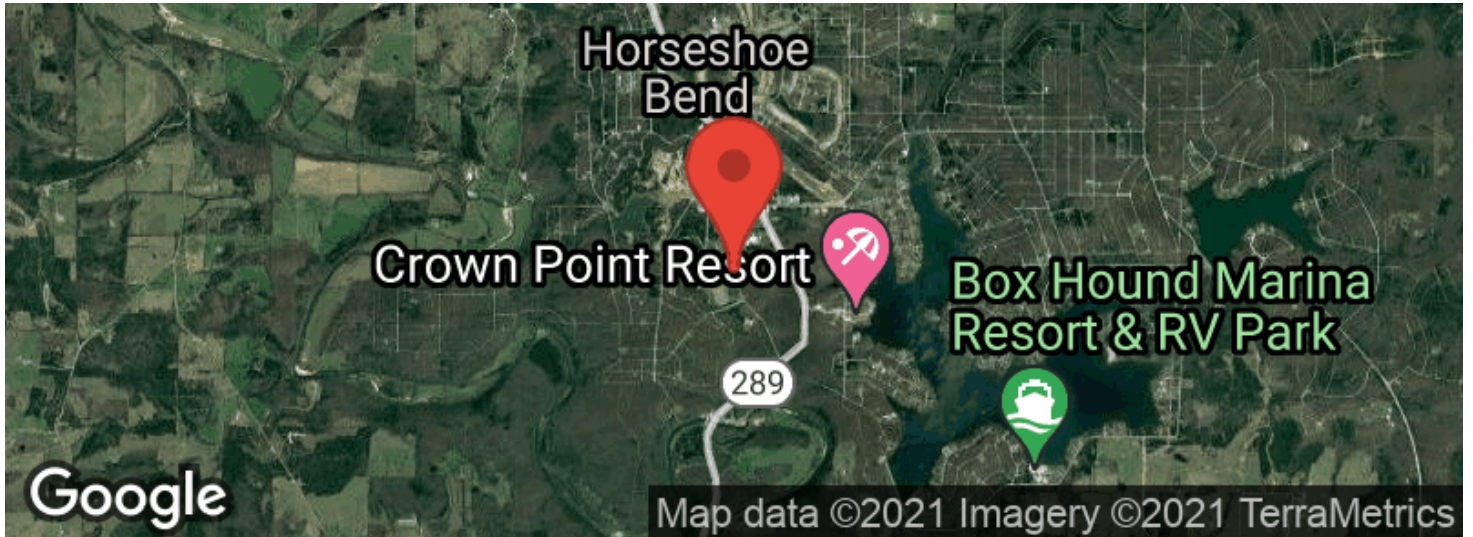 Horseshoe
Bend
Crown Point Resort
Box Hound Marina
Resort & RV Park
289
Google
Map data ©2021 Imagery ©2021 TerraMetrics